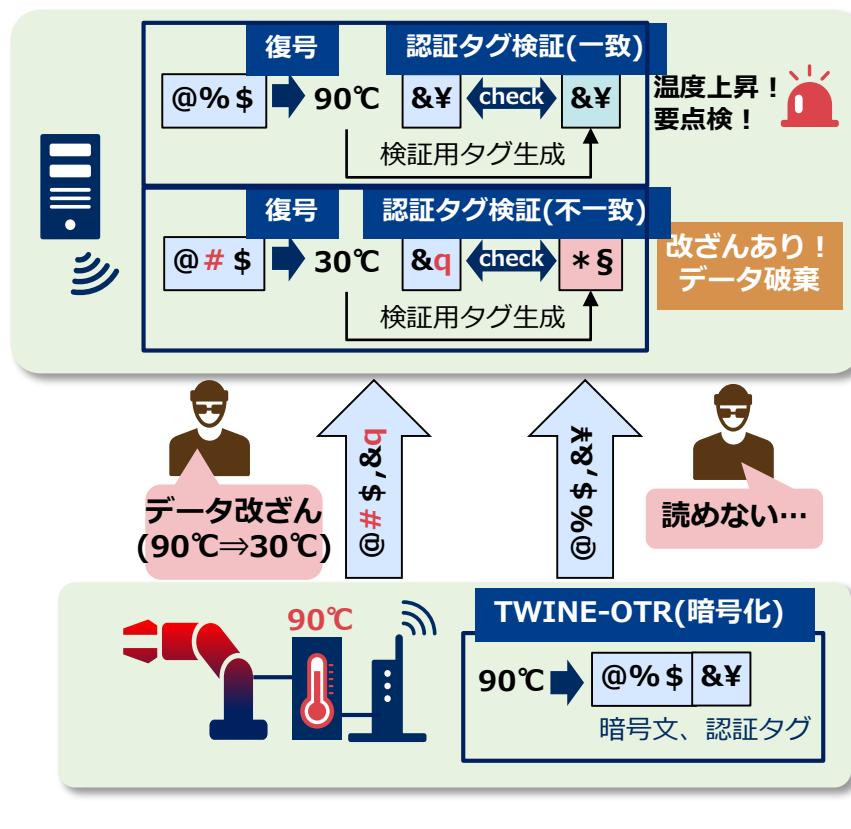 復号
認証タグ検証(一致)
@%$
90℃
&¥
check
&¥
検証用タグ生成
温度上昇！
要点検！
復号
認証タグ検証(不一致)
@#$
30℃
&q
check
*§
検証用タグ生成
改ざんあり！
データ破棄
データ改ざん
(90℃⇒30℃)
@#$,&q
@%$,&¥
読めない…
90℃
TWINE-OTR(暗号化)
90℃
@%$
&¥
暗号文、認証タグ